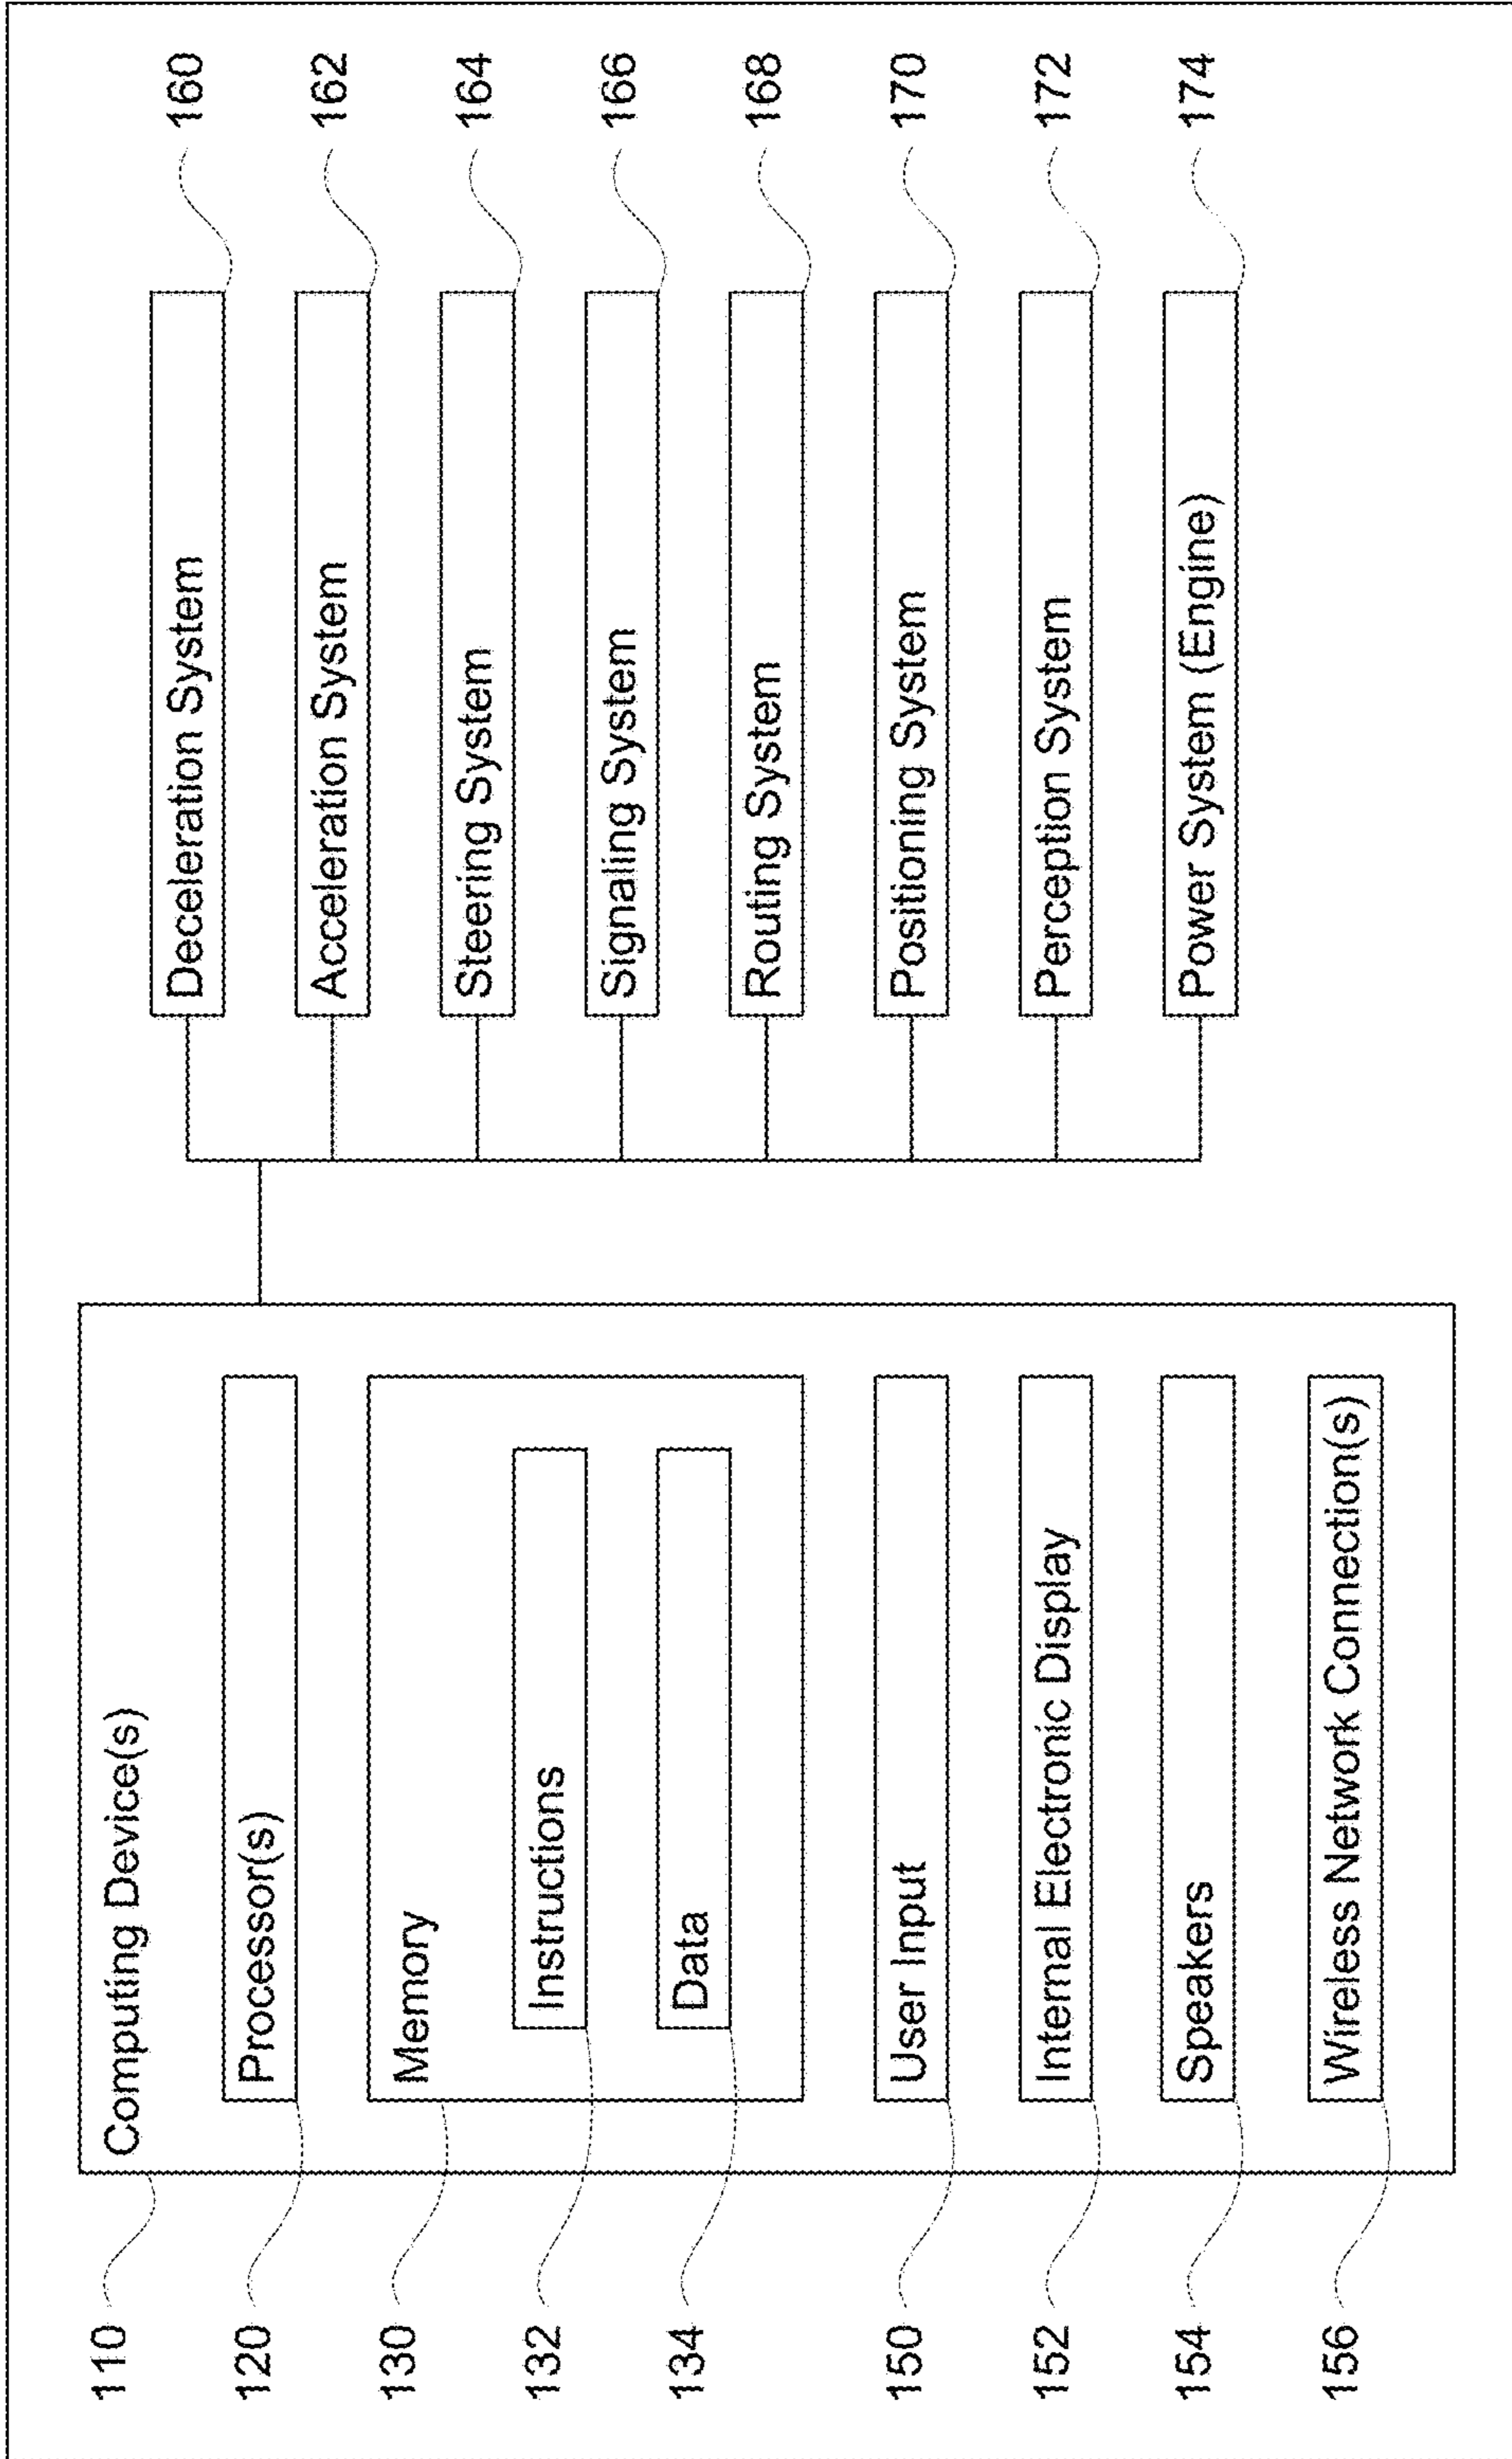 110
Computing Device(s)
120
Processor(s)
130
Memory
132
Instructions
134
Data
150
User Input
152
Internal Electronic Display
154
Speakers
156
Wireless Network Connection(s)
Deceleration System
160
Acceleration System
162
Steering System
164
Signaling System
166
Routing System
168
Positioning System
170
Perception System
172
Power System (Engine)
174